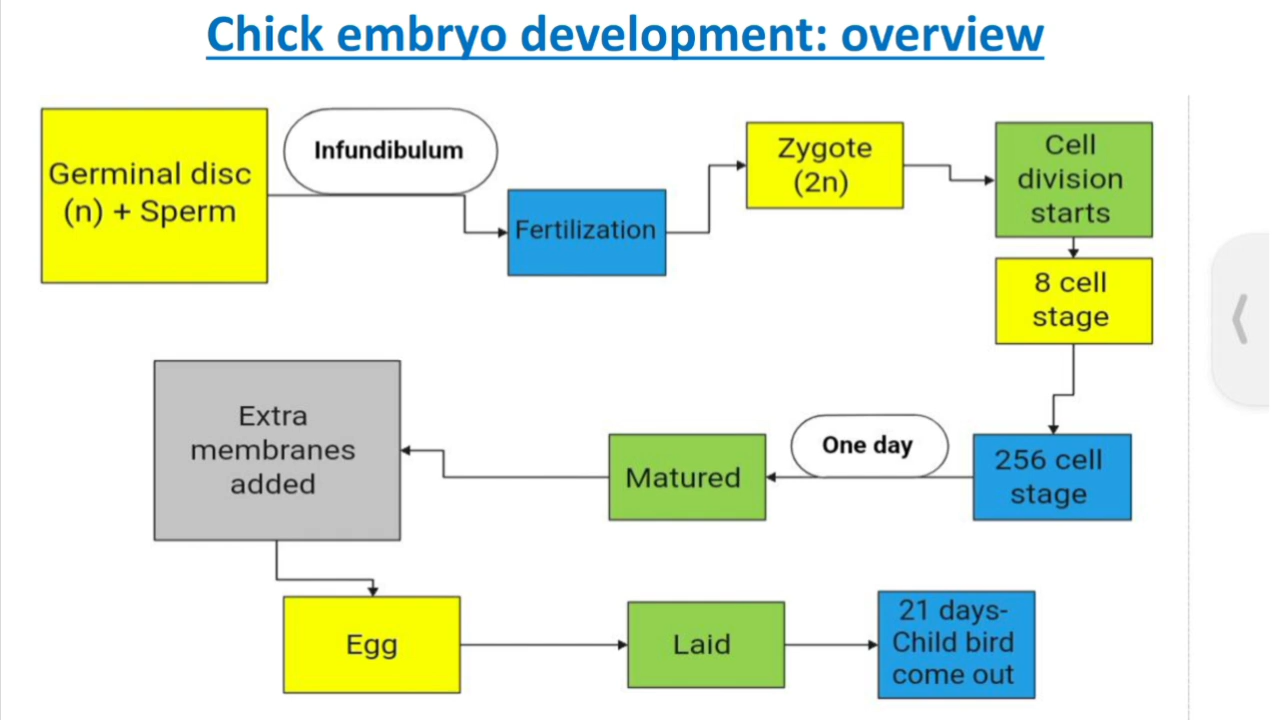 Chick embryo development: overview
Germinal disc
(n) + Sperm
Infundibulum
Fertilization
Zygote
(2n)
Cell
division
starts
8 cell
stage
256 cell
stage
One day
Matured
Extra
membranes
added
Egg
Laid
21 days-
Child bird
come out